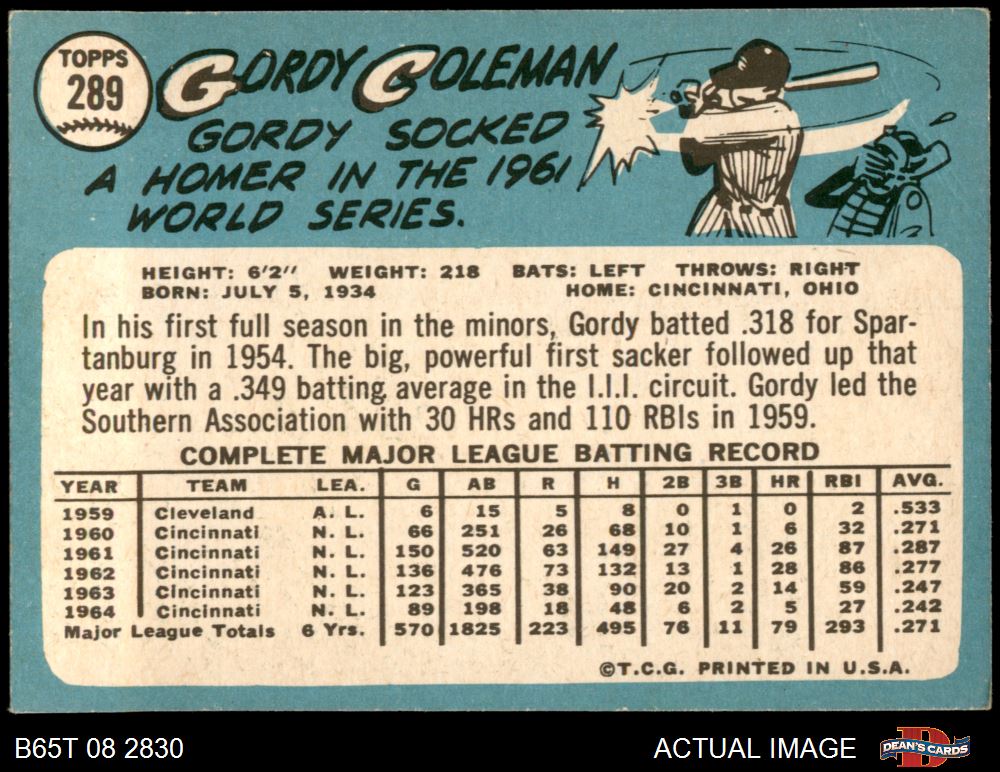 TOPPS
289
GORDY COLEMAN
GORDY SOCKED
A HOMER IN THE 1961
WORLD SERIES.
HEIGHT: 6'2" WEIGHT: 218 BATS: LEFT THROWS: RIGHT
BORN: JULY 5, 1934 HOME: CINCINNATI, OHIO
In his first full season in the minors, Gordy batted .318 for Spar-
tanburg in 1954. The big, powerful first sacker followed up that
year with a .349 batting average in the I.I.I. circuit. Gordy led the
Southern Association with 30 HRs and 110 RBIs in 1959.
COMPLETE MAJOR LEAGUE BATTING RECORD
YEAR TEAM LEA. G AB R H 2B 3B HR RBI AVG.
1959 Cleveland A. L. 6 15 5 8 0 1 0 2 .533
1960 Cincinnati N. L. 66 251 26 68 10 1 6 32 .271
1961 Cincinnati N. L. 150 520 63 149 27 4 26 87 .287
1962 Cincinnati N. L. 136 476 73 132 13 1 28 86 .277
1963 Cincinnati N. L. 123 365 38 90 20 2 14 59 .247
1964 Cincinnati N. L. 89 198 18 48 6 2 5 27 .242
Major League Totals 6 Yrs. 570 1825 223 495 76 11 79 293 .271
©T.C.G. PRINTED IN U.S.A.
B65T 08 2830 ACTUAL IMAGE
D
DEAN'S CARDS